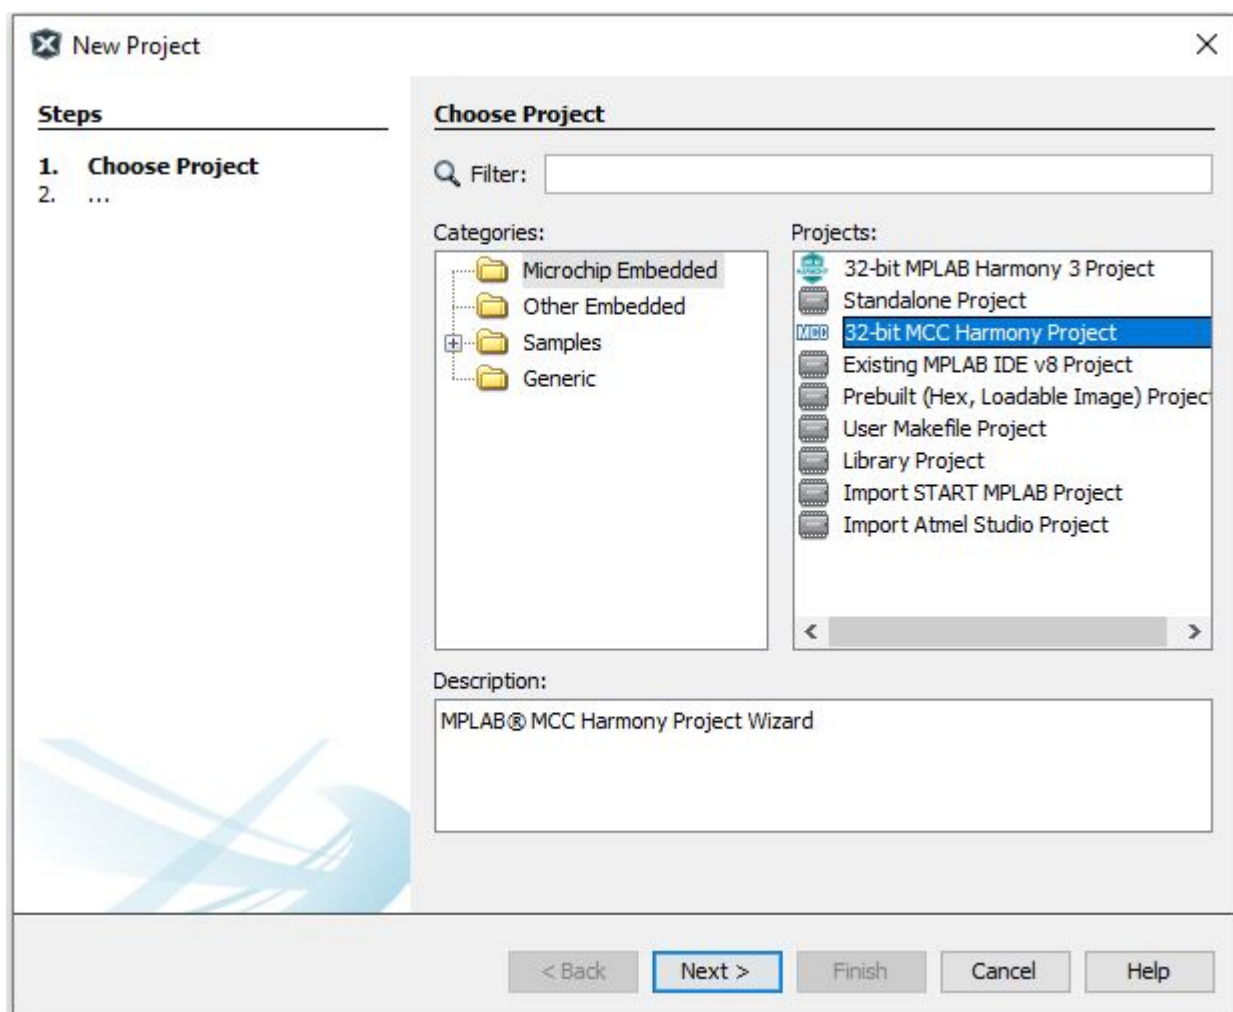 New Project
Steps
1. Choose Project
2. ...
Choose Project
Filter:
Categories:
Microchip Embedded
Other Embedded
Samples
Generic
Projects:
32-bit MPLAB Harmony 3 Project
Standalone Project
MCC 32-bit MCC Harmony Project
Existing MPLAB IDE v8 Project
Prebuilt (Hex, Loadable Image) Projec
User Makefile Project
Library Project
Import START MPLAB Project
Import Atmel Studio Project
Description:
MPLAB® MCC Harmony Project Wizard
< Back
Next >
Finish
Cancel
Help